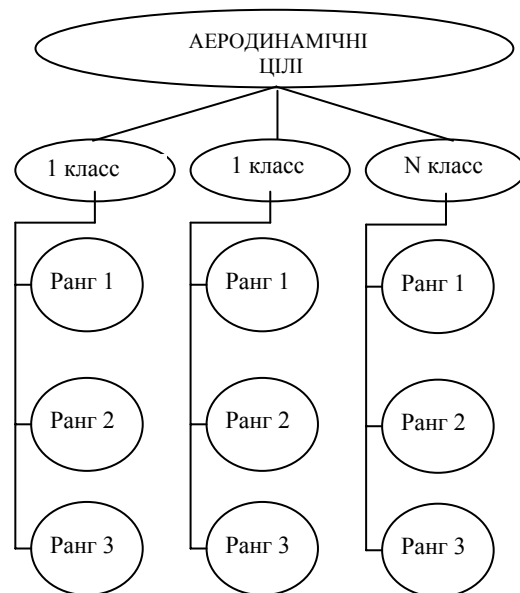 АЕРОДИНАМІЧНІ
ЦІЛІ
1 класс
1 класс
N класс
Ранг 1
Ранг 1
Ранг 1
Ранг 2
Ранг 2
Ранг 2
Ранг 3
Ранг 3
Ранг 3